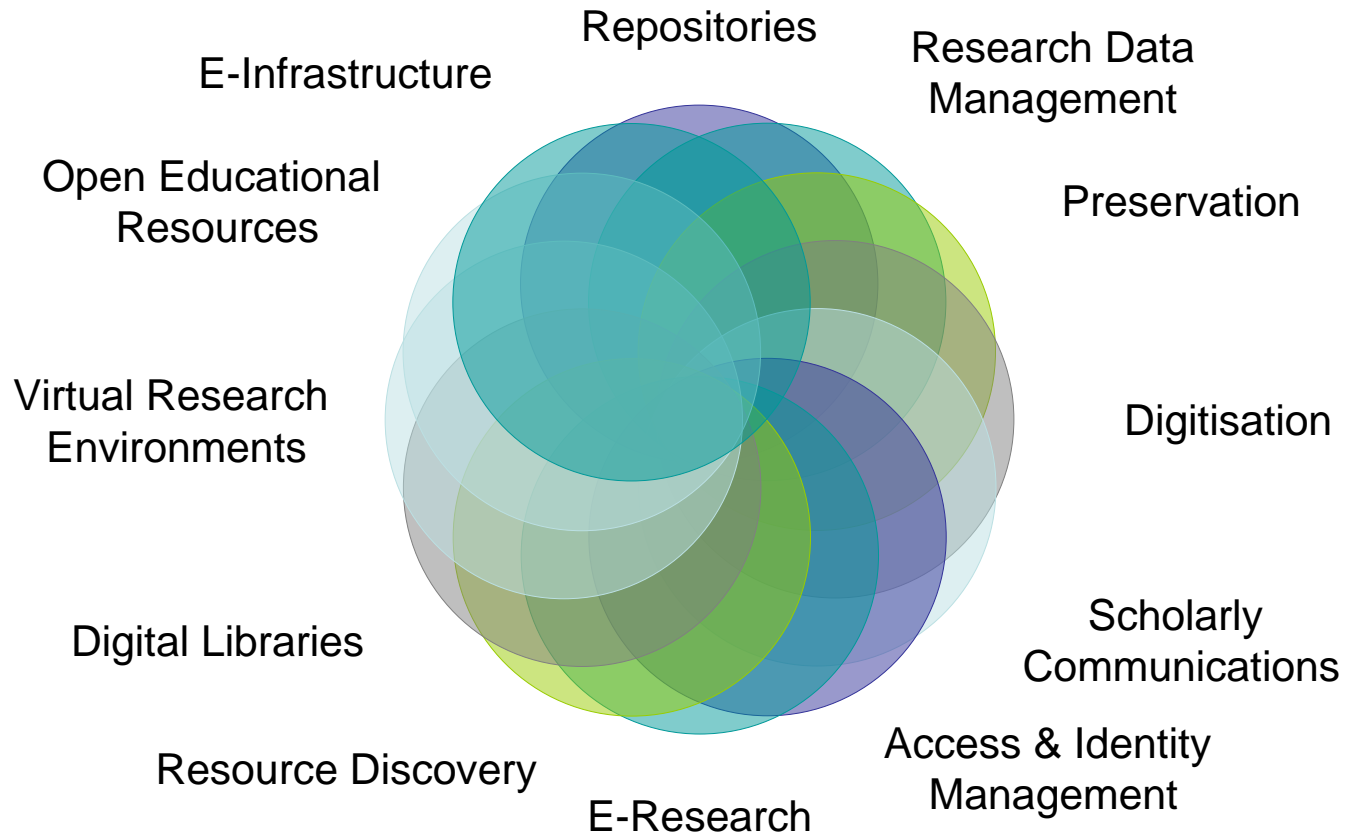 Repositories
Research Data
Management
Preservation
Digitisation
Scholarly
Communications
Access & Identity
Management
E-Research
Resource Discovery
Digital Libraries
Virtual Research
Environments
Open Educational
Resources
E-Infrastructure